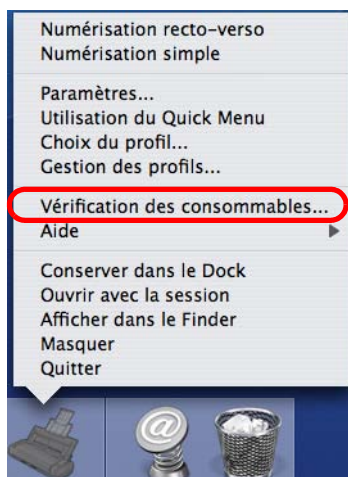 Numérisation recto-verso
Numérisation simple
Paramètres...
Utilisation du Quick Menu
Choix du profil...
Gestion des profils...
Vérification des consommables...
Aide
Conserver dans le Dock
Ouvrir avec la session
Afficher dans le Finder
Masquer
Quitter
@